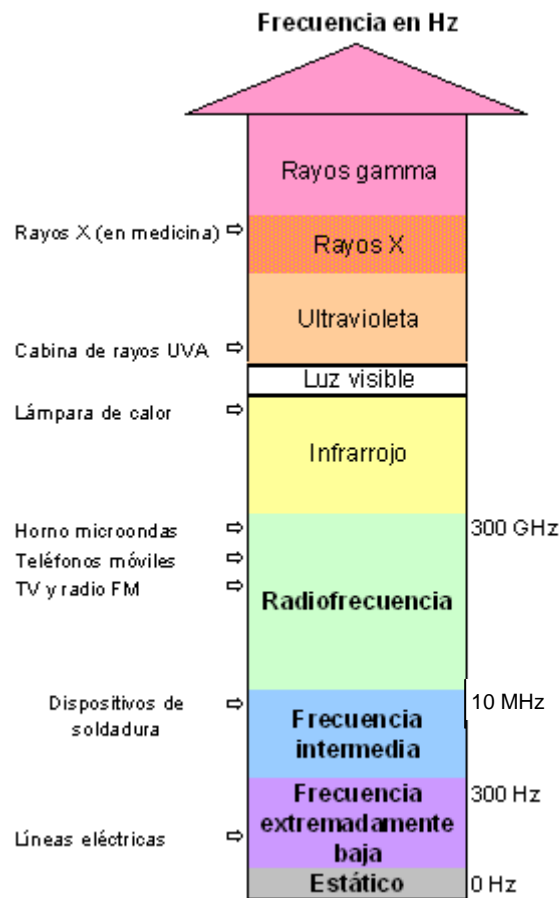 Frecuencia en Hz
Rayos gamma
Rayos X (en medicina)
Rayos X
Ultravioleta
Cabina de rayos UVA
Luz visible
Lámpara de calor
Infrarrojo
Horno microondas
300 GHz
Teléfonos móviles
TV y radio FM
Radiofrecuencia
Dispositivos de
soldadura
10 MHz
Frecuencia
intermedia
Frecuencia
extremadamente
baja
300 Hz
Líneas eléctricas
Estático
0 Hz